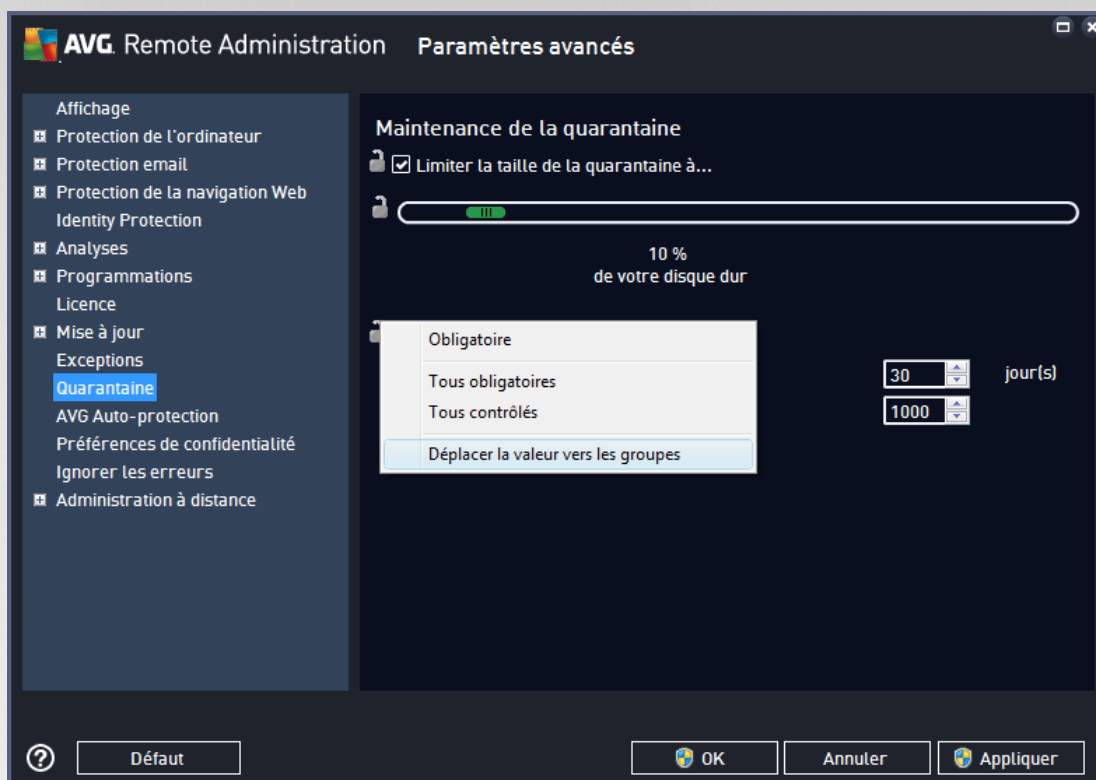 AVG. Remote Administration Paramètres avancés
Affichage
Protection de l'ordinateur
Protection email
Protection de la navigation Web
Identity Protection
Analyses
Programmations
Licence
Mise à jour
Exceptions
Quarantaine
AVG Auto-protection
Préférences de confidentialité
Ignorer les erreurs
Administration à distance
Maintenance de la quarantaine
Limiter la taille de la quarantaine à...
10 %
de votre disque dur
Obligatoire
Tous obligatoires
Tous contrôlés
Déplacer la valeur vers les groupes
30 jour(s)
1000
? Défaut OK Annuler Appliquer